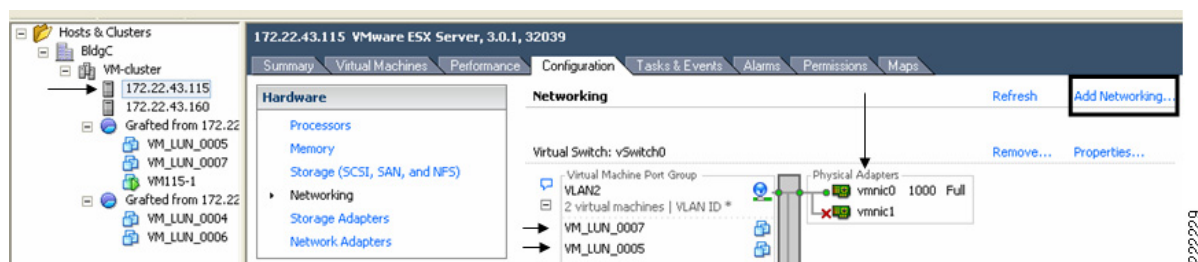 Hosts & Clusters
BldgC
VM-cluster
172.22.43.115
172.22.43.160
Grafted from 172.22
VM_LUN_0005
VM_LUN_0007
VM115-1
Grafted from 172.22
VM_LUN_0004
VM_LUN_0006
172.22.43.115 VMware ESX Server, 3.0.1, 32039
Summary Virtual Machines Performance Configuration Tasks & Events Alarms Permissions Maps
Hardware
Processors
Memory
Storage (SCSI, SAN, and NFS)
Networking
Storage Adapters
Network Adapters
Networking Refresh Add Networking...
Virtual Switch: vSwitch0 Remove... Properties...
Virtual Machine Port Group Physical Adapters
VLAN2 vmnic0 1000 Full
2 virtual machines | VLAN ID * vmnic1
VM_LUN_0007
VM_LUN_0005
222229